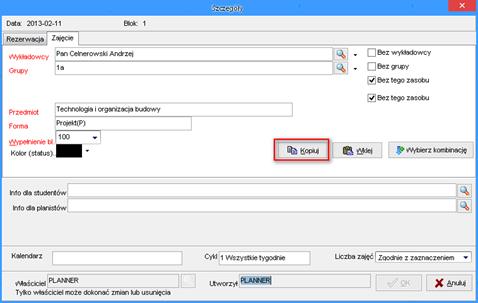 Szczegóły
Data: 2013-02-11 Blok: 1
Rezerwacja Zajęcie
Wykładowcy Pan Celnerowski Andrzej Bez wykładowcy
Grupy 1a Bez grupy
Bez tego zasobu
Bez tego zasobu
Przedmiot Technologia i organizacja budowy
Forma Projekt(P)
Wypełnienie bl. 100
Kolor (status). Kopiuj Wklej Wybierz kombinację
Info dla studentów
Info dla planistów
Kalendarz Cykl 1 Wszystkie tygodnie Liczba zajęć Zgodnie z zaznaczeniem
Właściciel PLANNER Utworzył PLANNER OK Anuluj
Tylko właściciel może dokonać zmian lub usunięcia